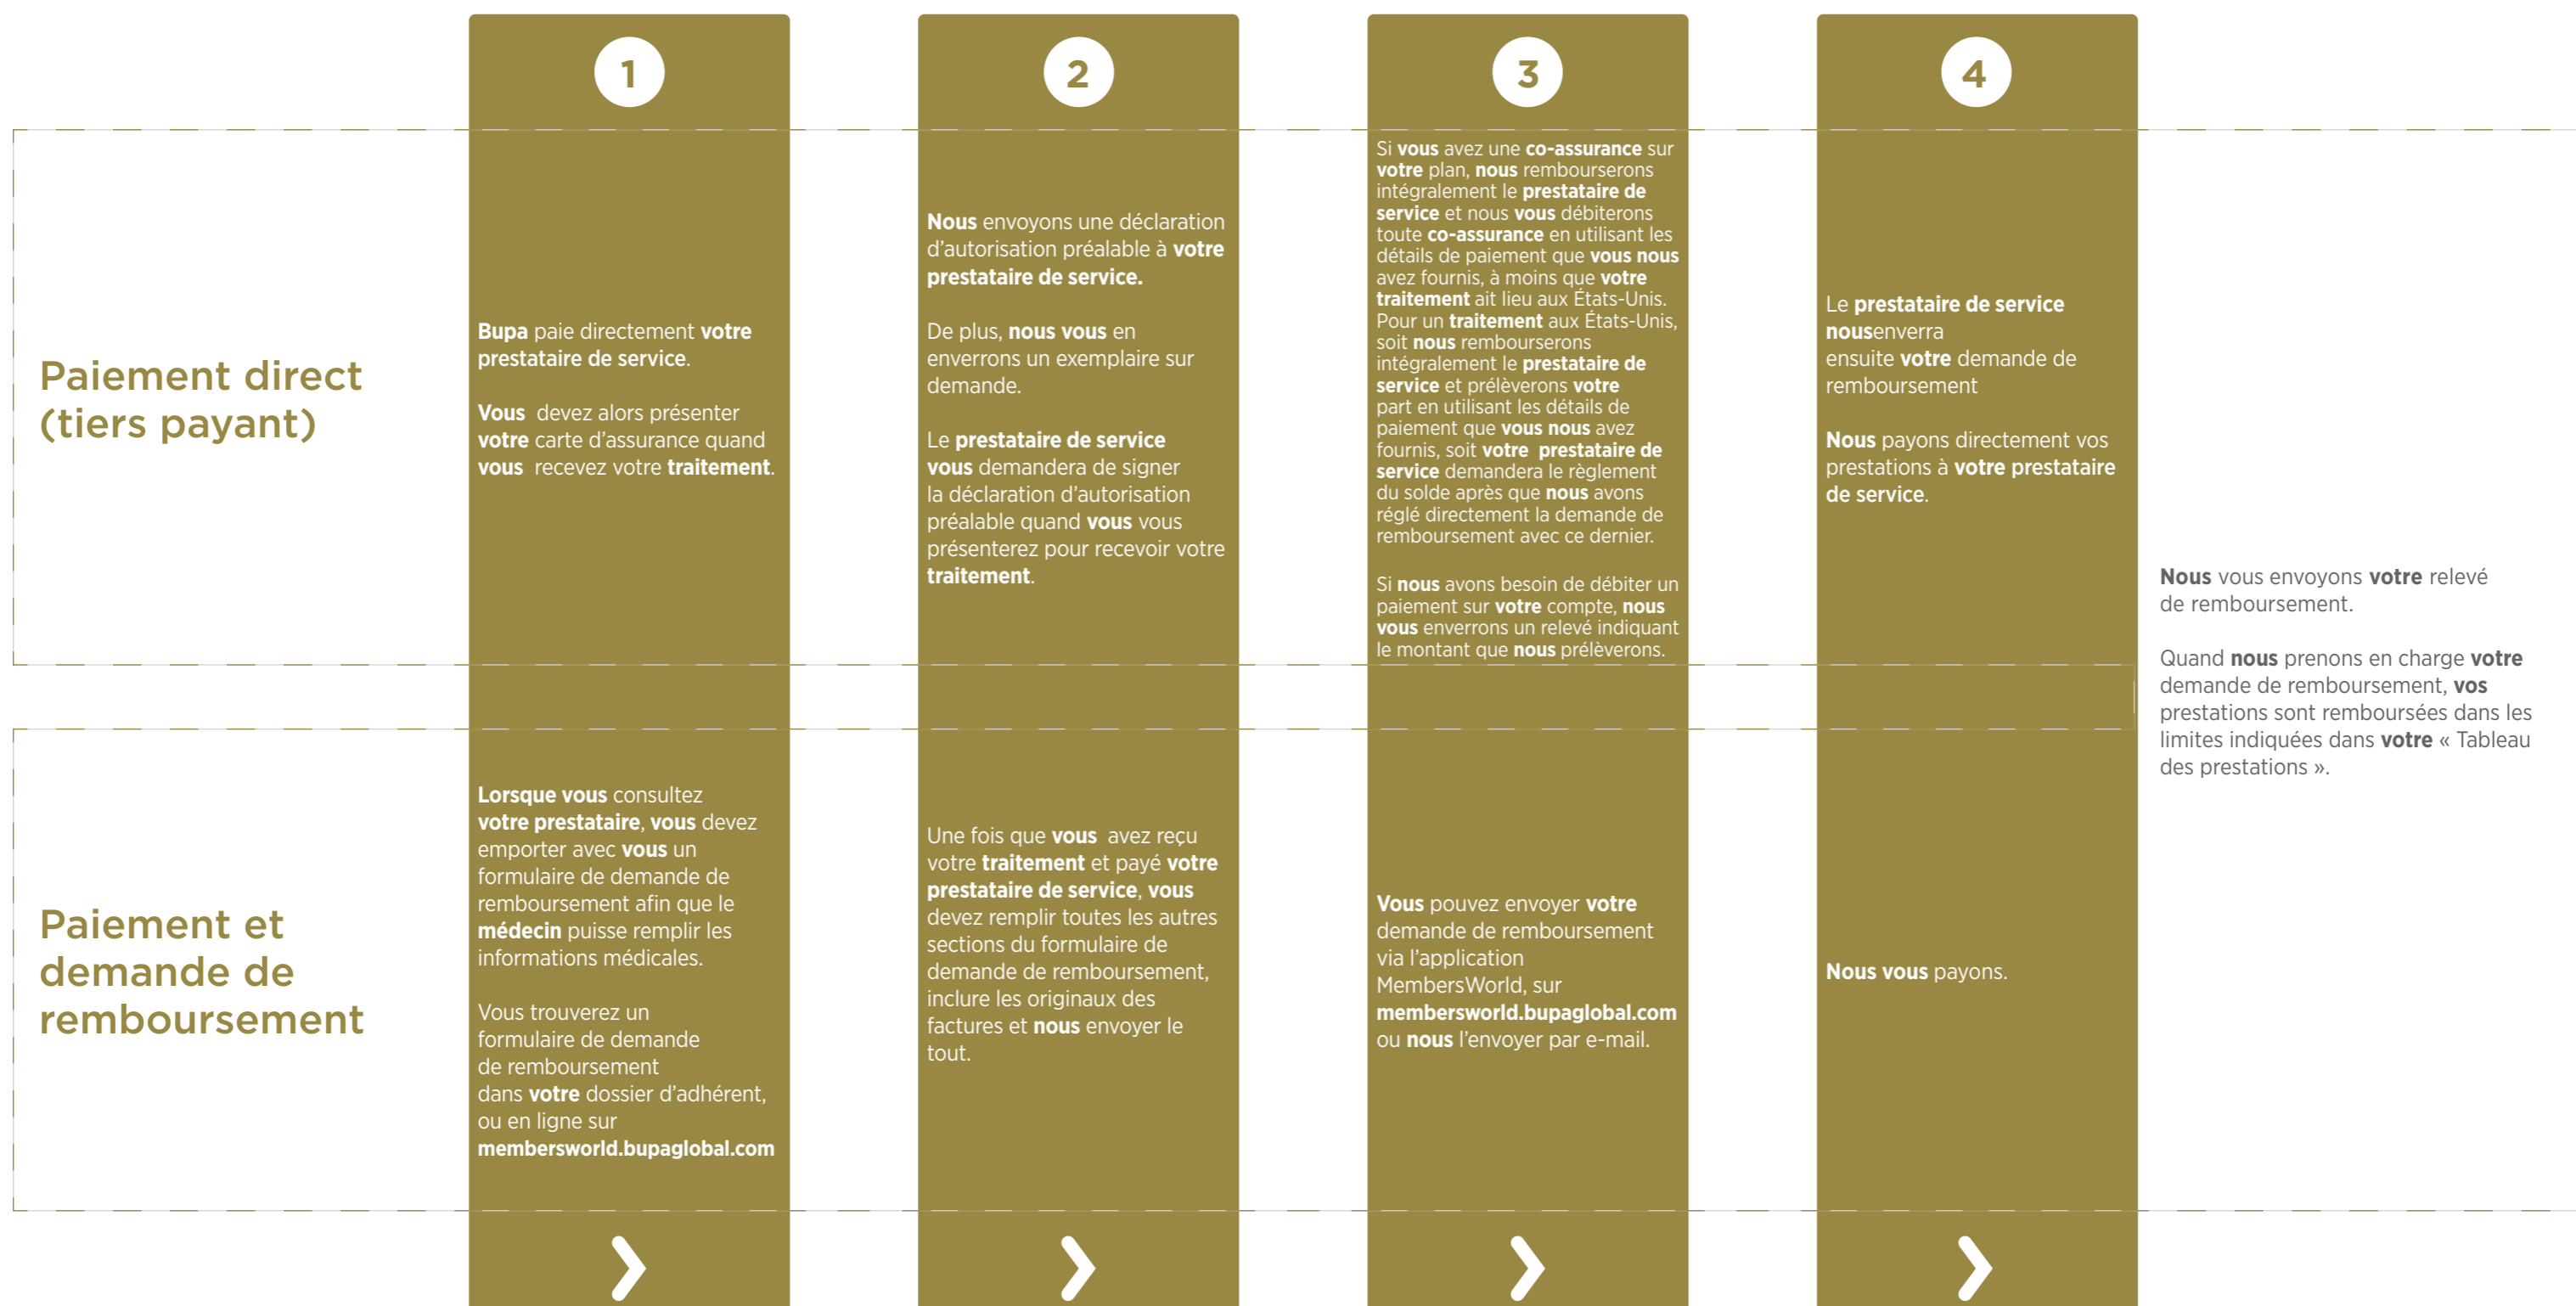 1
2
3
4
Paiement direct
(tiers payant)
Bupa paie directement votre
prestataire de service.
Vous devez alors présenter
votre carte d'assurance quand
vous recevez votre traitement.
Nous envoyons une déclaration
d'autorisation préalable à votre
prestataire de service.
De plus, nous vous en
enverrons un exemplaire sur
demande.
Le prestataire de service
vous demandera de signer
la déclaration d'autorisation
préalable quand vous vous
présenterez pour recevoir votre
traitement.
Si vous avez une co-assurance sur
votre plan, nous rembourserons
intégralement le prestataire de
service et nous vous débiterons
toute co-assurance en utilisant les
détails de paiement que vous nous
avez fournis, à moins que votre
traitement ait lieu aux États-Unis.
Pour un traitement aux États-Unis,
soit nous rembourserons
intégralement le prestataire de
service et prélèverons votre
part en utilisant les détails de
paiement que vous nous avez
fournis, soit votre prestataire de
service demandera le règlement
du solde après que nous avons
réglé directement la demande de
remboursement avec ce dernier.
Si nous avons besoin de débiter un
paiement sur votre compte, nous
vous enverrons un relevé indiquant
le montant que nous prélèverons.
Le prestataire de service
nousenverra
ensuite votre demande de
remboursement
Nous payons directement vos
prestations à votre prestataire
de service.
Nous vous envoyons votre relevé
de remboursement.
Quand nous prenons en charge votre
demande de remboursement, vos
prestations sont remboursées dans les
limites indiquées dans votre « Tableau
des prestations ».
Paiement et
demande de
remboursement
Lorsque vous consultez
votre prestataire, vous devez
emporter avec vous un
formulaire de demande de
remboursement afin que le
médecin puisse remplir les
informations médicales.
Vous trouverez un
formulaire de demande
de remboursement
dans votre dossier d'adhérent,
ou en ligne sur
membersworld.bupaglobal.com
Une fois que vous avez reçu
votre traitement et payé votre
prestataire de service, vous
devez remplir toutes les autres
sections du formulaire de
demande de remboursement,
inclure les originaux des
factures et nous envoyer le
tout.
Vous pouvez envoyer votre
demande de remboursement
via l'application
MembersWorld, sur
membersworld.bupaglobal.com
ou nous l'envoyer par e-mail.
Nous vous payons.